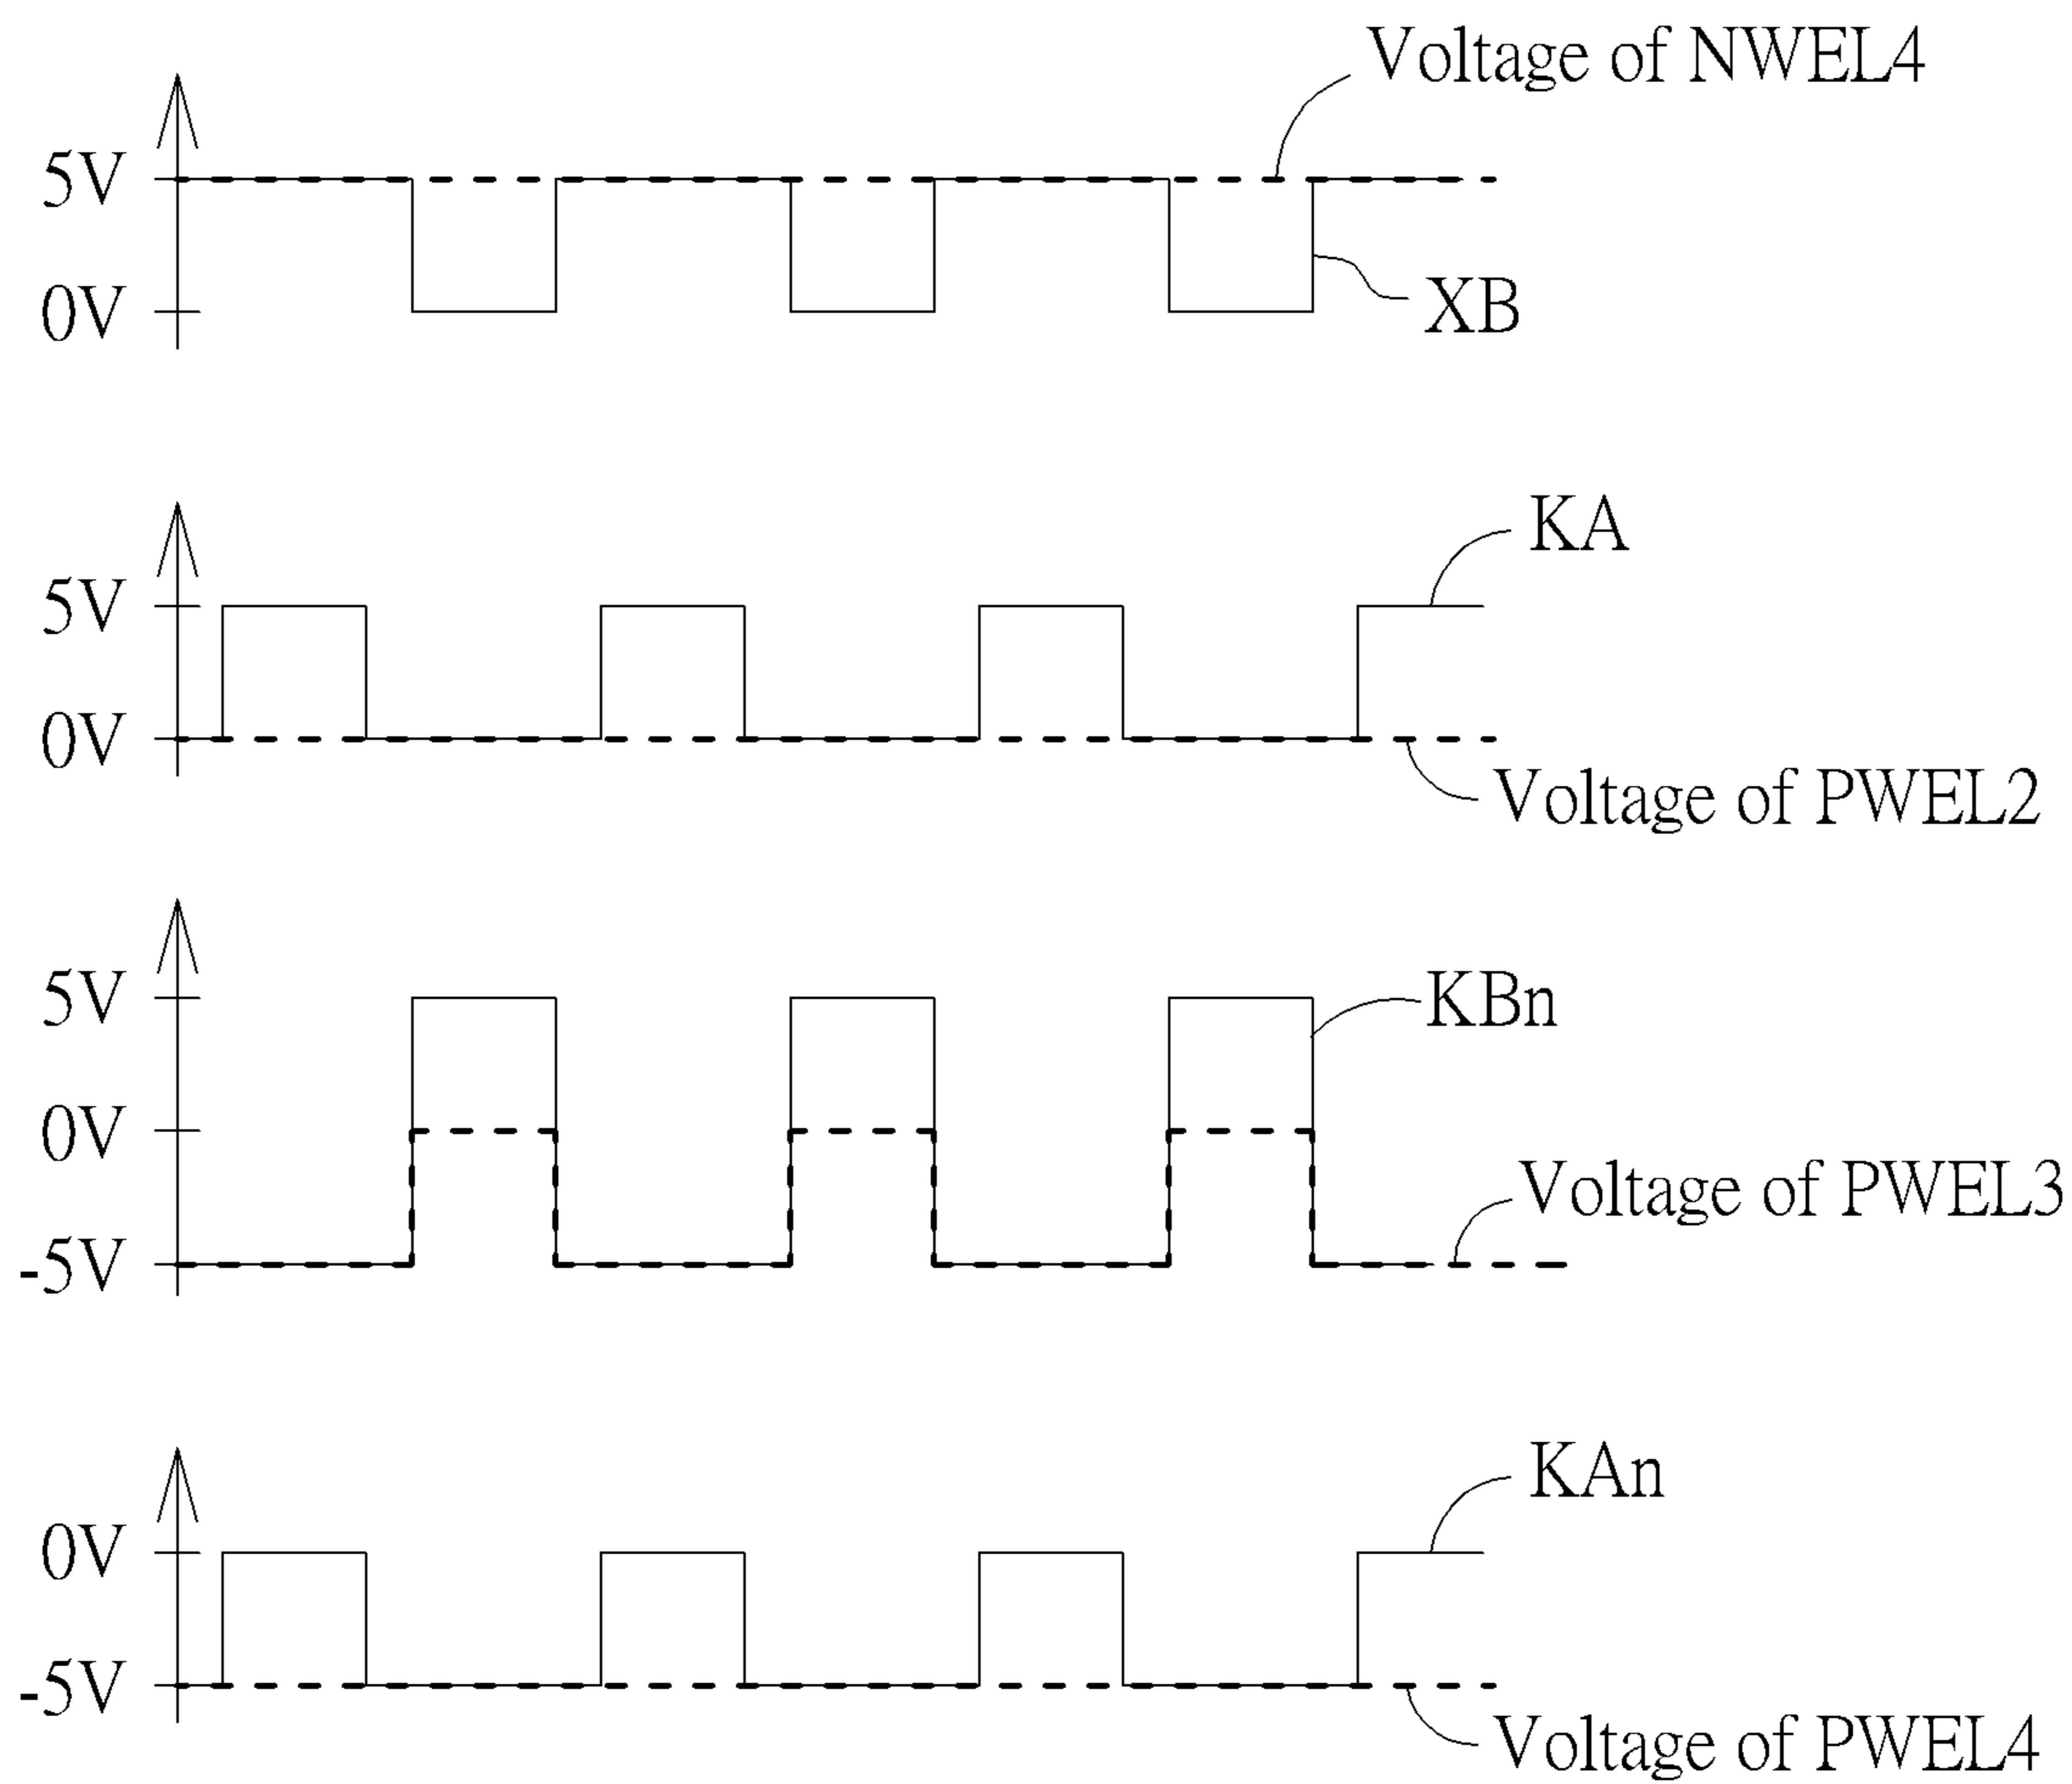 Voltage of NWEL4
5V
0V
XB
KA
5V
0V
Voltage of PWEL2
5V
KBn
0V
Voltage of PWEL3
-5V
KAn
0V
-5V
Voltage of PWEL4